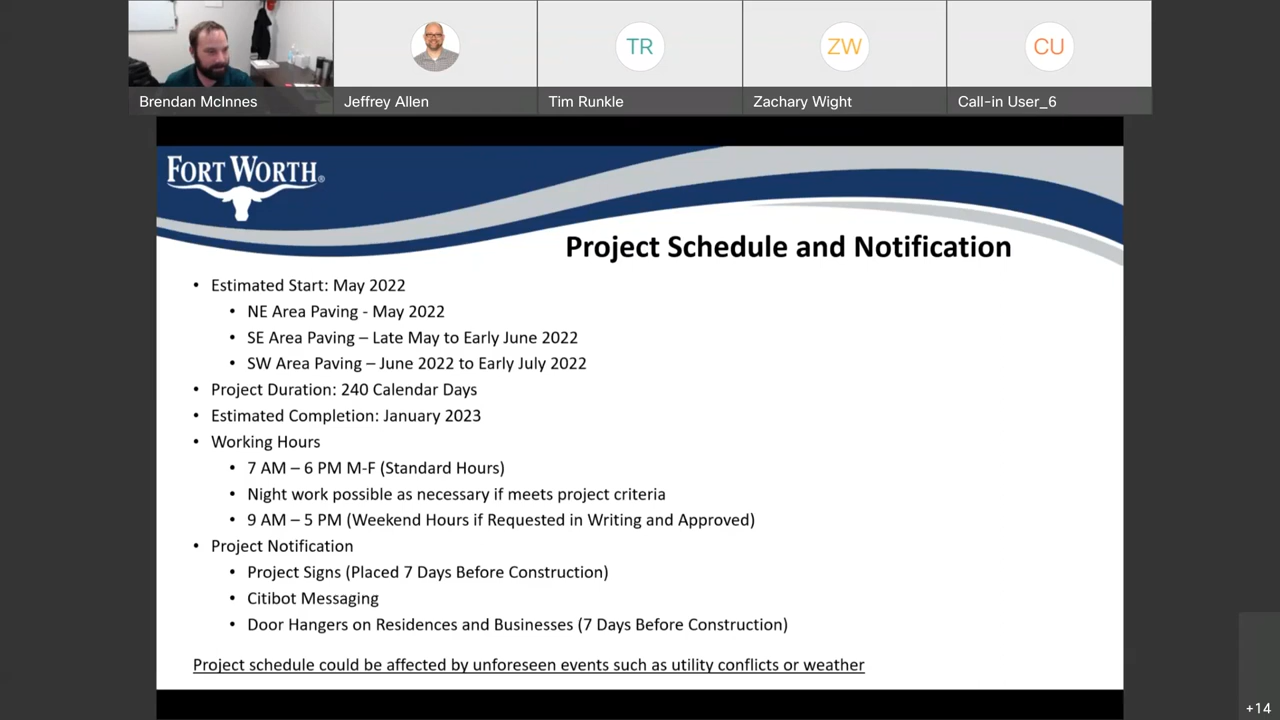 TR
ZW
CU
Brendan McInnes
Jeffrey Allen
Tim Runkle
Zachary Wight
Call-in User_6
FORT WORTH®
Project Schedule and Notification
• Estimated Start: May 2022
• NE Area Paving - May 2022
• SE Area Paving – Late May to Early June 2022
• SW Area Paving – June 2022 to Early July 2022
• Project Duration: 240 Calendar Days
• Estimated Completion: January 2023
• Working Hours
• 7 AM – 6 PM M-F (Standard Hours)
• Night work possible as necessary if meets project criteria
• 9 AM – 5 PM (Weekend Hours if Requested in Writing and Approved)
• Project Notification
• Project Signs (Placed 7 Days Before Construction)
• Citibot Messaging
• Door Hangers on Residences and Businesses (7 Days Before Construction)
Project schedule could be affected by unforeseen events such as utility conflicts or weather
+14